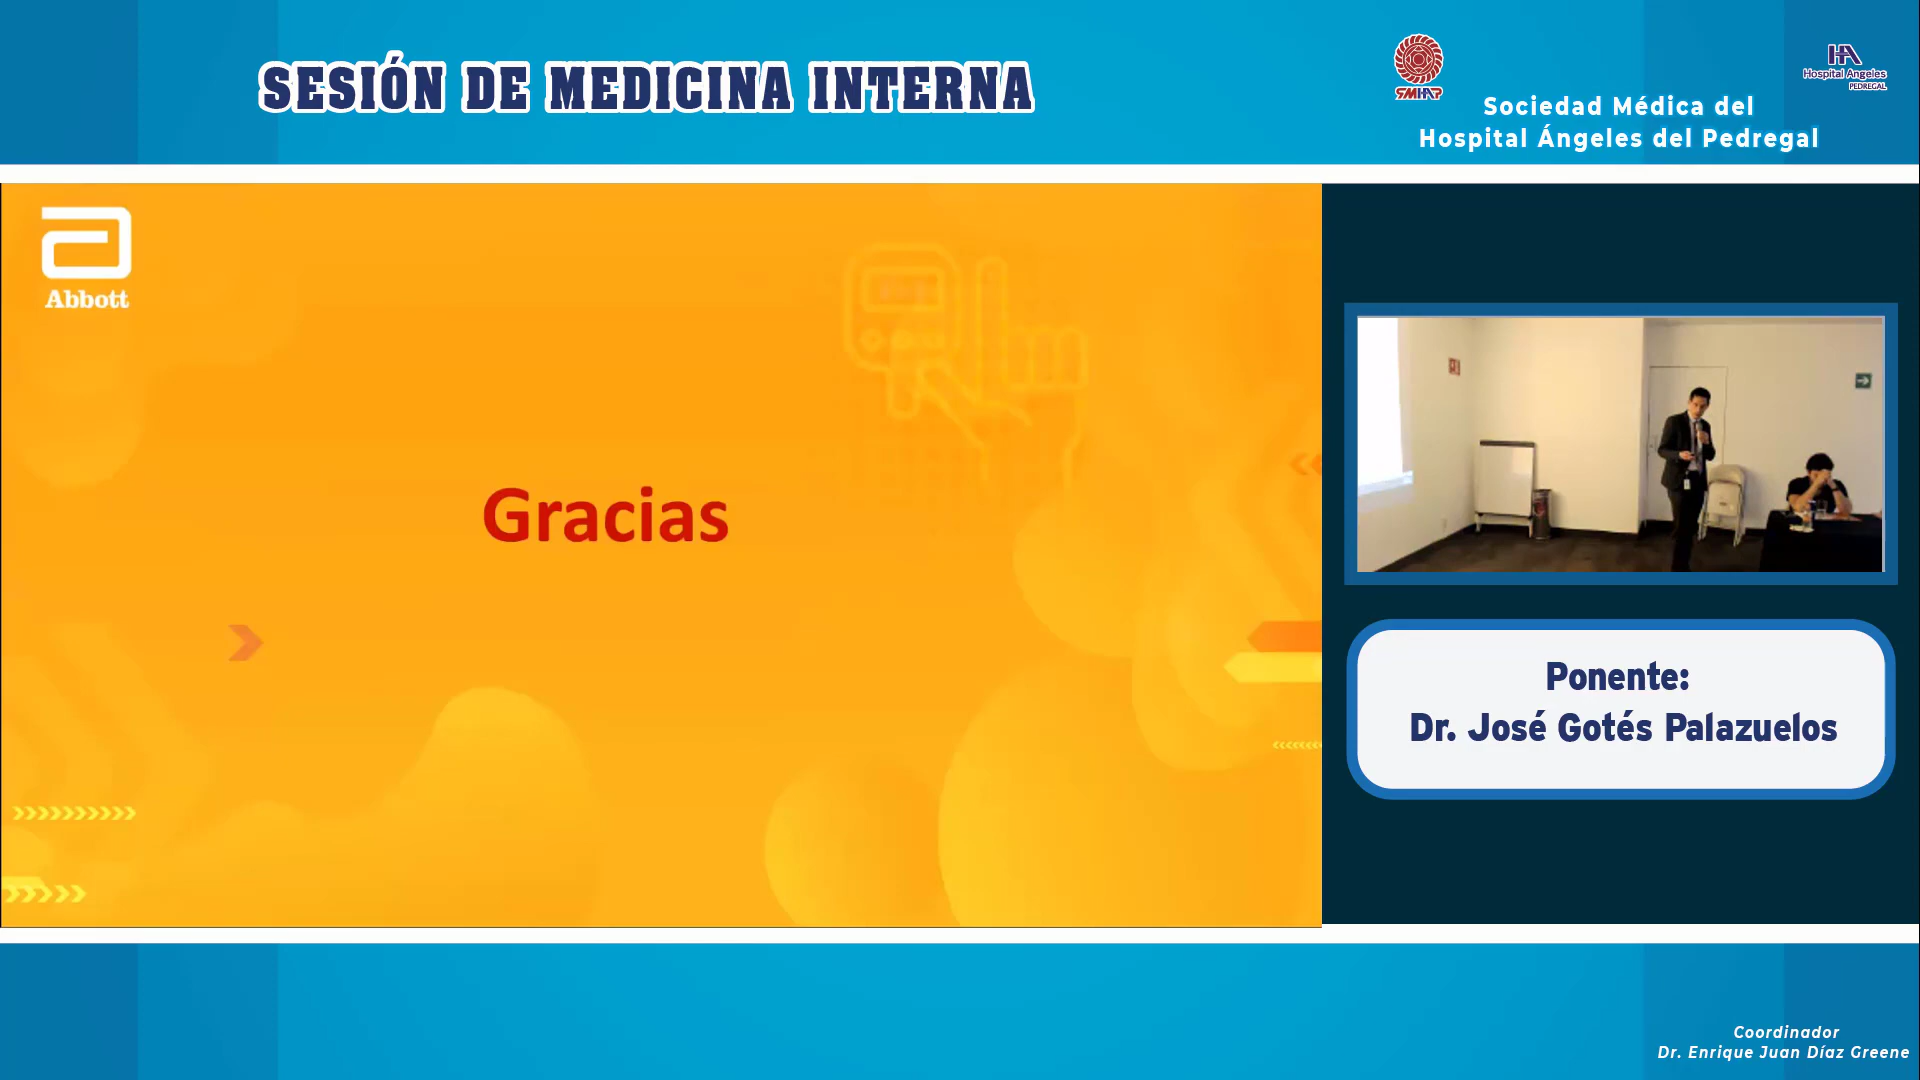 SESIÓN DE MEDICINA INTERNA
SMHAP
Sociedad Médica del
Hospital Ángeles del Pedregal
HA
Hospital Angeles
PEDREGAL
Abbott
Gracias
Ponente:
Dr. José Gotés Palazuelos
Coordinador
Dr. Enrique Juan Díaz Greene